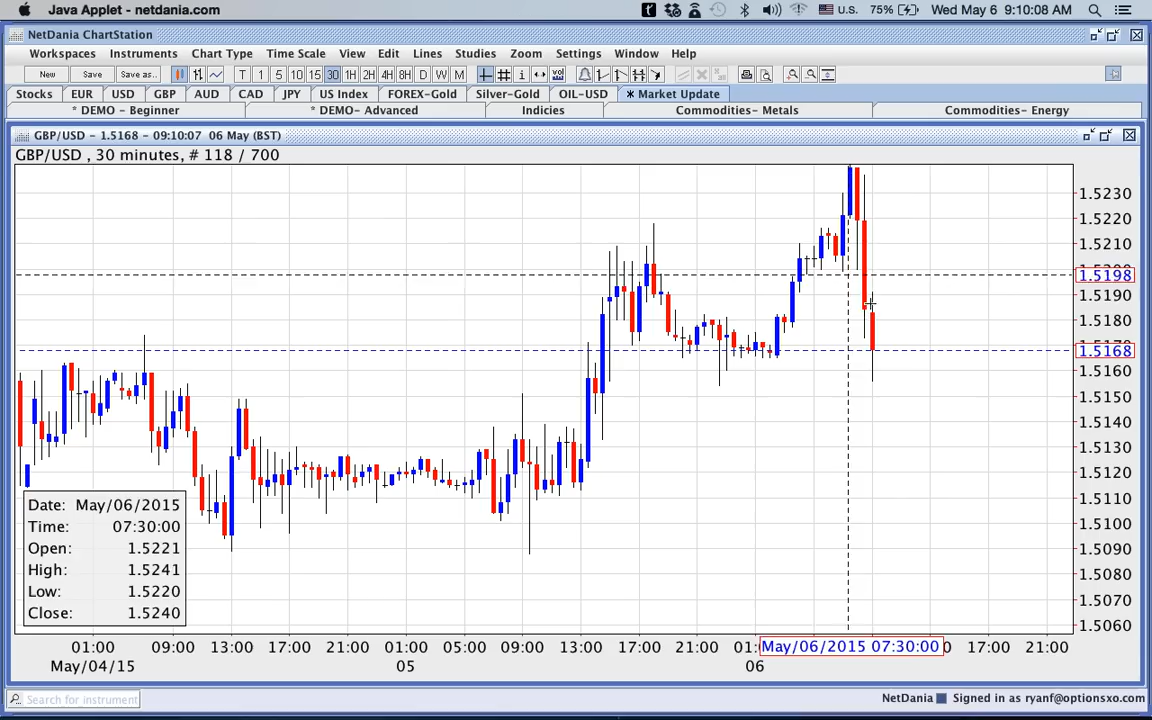 Java Applet - netdania.com
U.S. 75% Wed May 6 9:10:08 AM
NetDania ChartStation
Workspaces Instruments Chart Type Time Scale View Edit Lines Studies Zoom Settings Window Help
New Save Save as.. T 1 5 10 15 30 1H 2H 4H 8H D W M vol
Stocks EUR USD GBP AUD CAD JPY US Index FOREX-Gold Silver-Gold OIL-USD * Market Update
* DEMO - Beginner * DEMO- Advanced Indicies Commodities- Metals Commodities- Energy
GBP/USD - 1.5168 - 09:10:07 06 May (BST)
GBP/USD , 30 minutes, # 118 / 700
1.5230
1.5220
1.5210
1.5198
1.5190
1.5180
1.5168
1.5160
1.5150
1.5140
1.5130
1.5120
1.5110
1.5100
1.5090
1.5080
1.5070
1.5060
Date: May/06/2015
Time: 07:30:00
Open: 1.5221
High: 1.5241
Low: 1.5220
Close: 1.5240
01:00 09:00 13:00 17:00 21:00 01:00 05:00 09:00 13:00 17:00 21:00 May/06/2015 07:30:00 17:00 21:00
May/04/15 05 06
Search for instrument
NetDania Signed in as ryanf@optionsxo.com